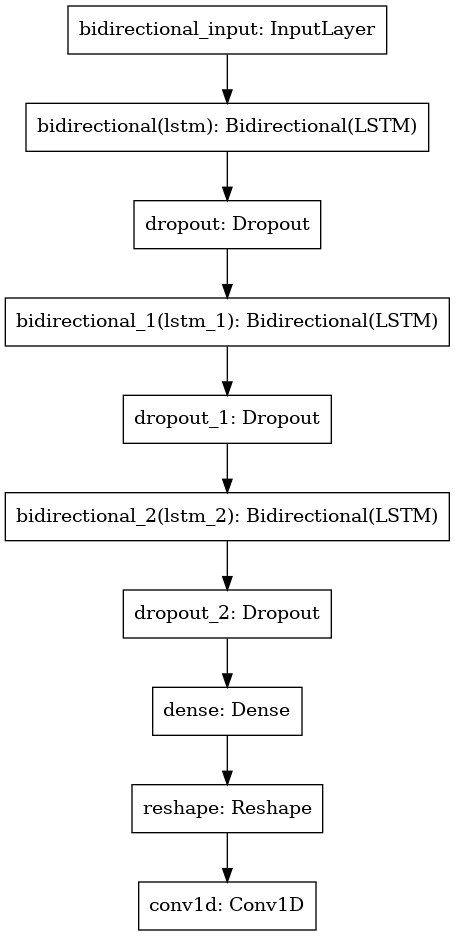 bidirectional_input: InputLayer
bidirectional(lstm): Bidirectional(LSTM)
dropout: Dropout
bidirectional_1(lstm_1): Bidirectional(LSTM)
dropout_1: Dropout
bidirectional_2(lstm_2): Bidirectional(LSTM)
dropout_2: Dropout
dense: Dense
reshape: Reshape
conv1d: Conv1D